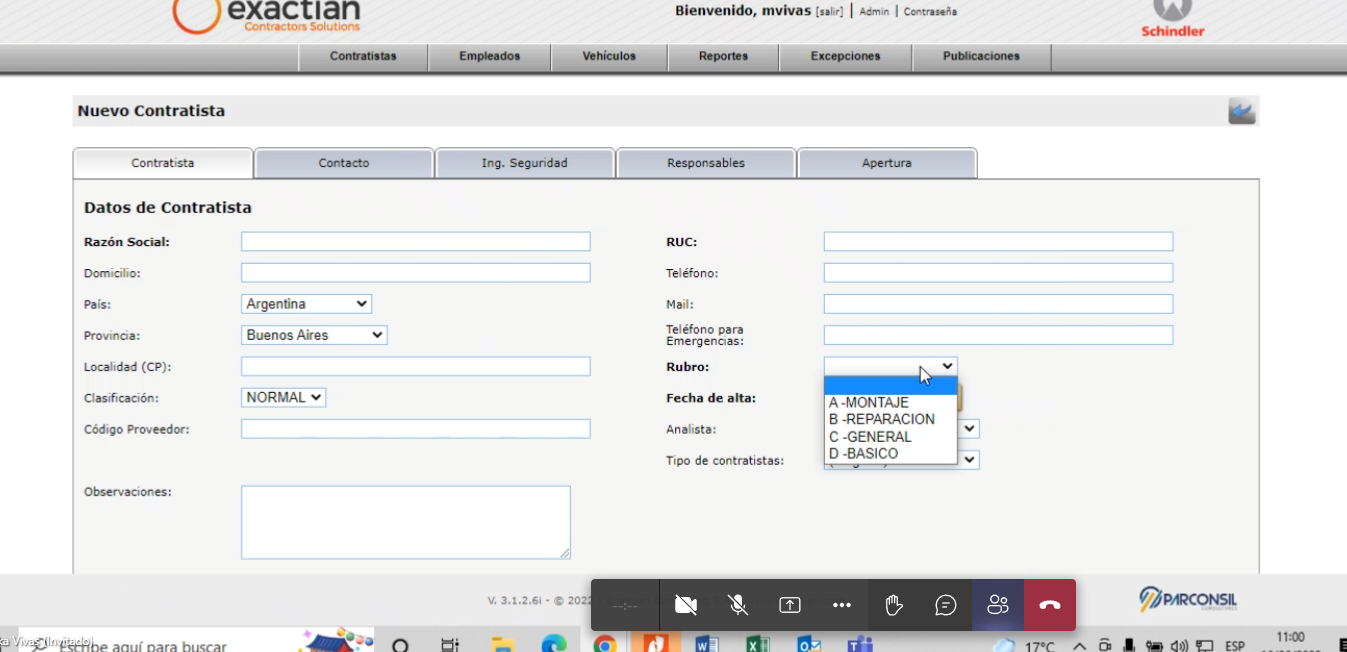 exactian
Contractors Solutions
Bienvenido, mvivas [salir] | Admin | Contraseña
Schindler
Contratistas Empleados Vehículos Reportes Excepciones Publicaciones
Nuevo Contratista
Contratista Contacto Ing. Seguridad Responsables Apertura
Datos de Contratista
Razón Social: RUC:
Domicilio: Teléfono:
País: Argentina Mail:
Provincia: Buenos Aires Teléfono para
Emergencias:
Localidad (CP): Rubro:
Clasificación: NORMAL Fecha de alta:
A -MONTAJE
B -REPARACION
C -GENERAL
D -BASICO
Código Proveedor: Analista:
Tipo de contratistas:
Observaciones:
V. 3.1.2.6i - © 2022
--:--
PARCONSIL
Vivas (Invitado)
Escribe aquí para buscar
17°C ESP 11:00